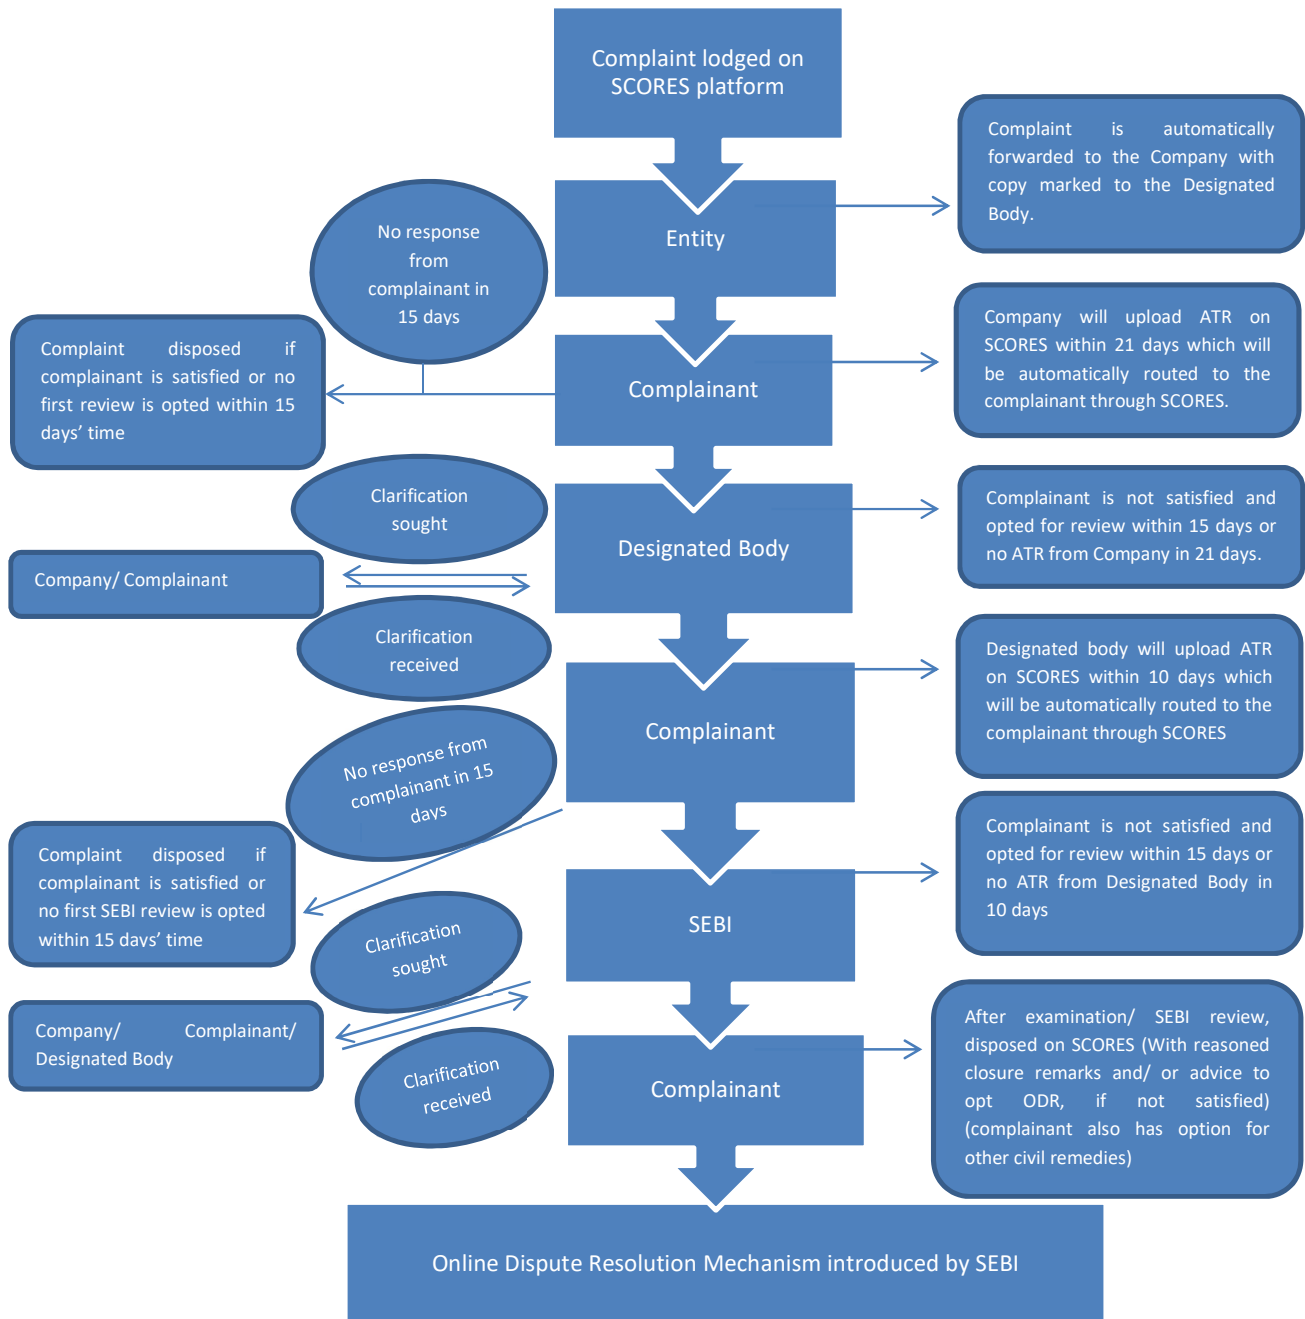 Complaint lodged on
SCORES platform
Complaint is automatically
forwarded to the Company with
copy marked to the Designated
Body.
Entity
No response
from
complainant in
15 days
Company will upload ATR on
SCORES within 21 days which will
be automatically routed to the
complainant through SCORES.
Complaint disposed if
complainant is satisfied or no
first review is opted within 15
days’ time
Complainant
Clarification
sought
Complainant is not satisfied and
opted for review within 15 days or
no ATR from Company in 21 days.
Designated Body
Company/ Complainant
Clarification
received
Designated body will upload ATR
on SCORES within 10 days which
will be automatically routed to the
complainant through SCORES
Complainant
No response from
complainant in 15
days
Complainant is not satisfied and
opted for review within 15 days or
no ATR from Designated Body in
10 days
Complaint disposed if
complainant is satisfied or
no first SEBI review is opted
within 15 days’ time
SEBI
Clarification
sought
Company/ Complainant/
Designated Body
Clarification
received
After examination/ SEBI review,
disposed on SCORES (With reasoned
closure remarks and/ or advice to
opt ODR, if not satisfied)
(complainant also has option for
other civil remedies)
Complainant
Online Dispute Resolution Mechanism introduced by SEBI